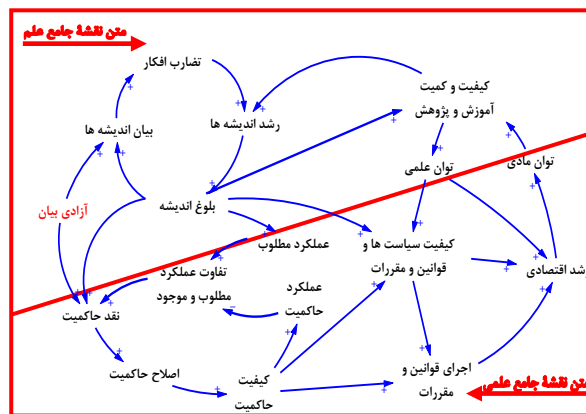 متن نقشهٔ جامع علم
تضارب افکار
کیفیت و کمیت
آموزش و پژوهش
بیان اندیشه ها
رشد اندیشه ها
توان علمی
توان مادی
آزادی بیان
بلوغ اندیشه
عملکرد مطلوب
کیفیت سیاست ها و
قوانین و مقررات
رشد اقتصادی
تفاوت عملکرد
مطلوب و موجود
عملکرد
حاکمیت
نقد حاکمیت
اصلاح حاکمیت
کیفیت
حاکمیت
اجرای قوانین و
مقررات
متن نقشهٔ جامع علمی